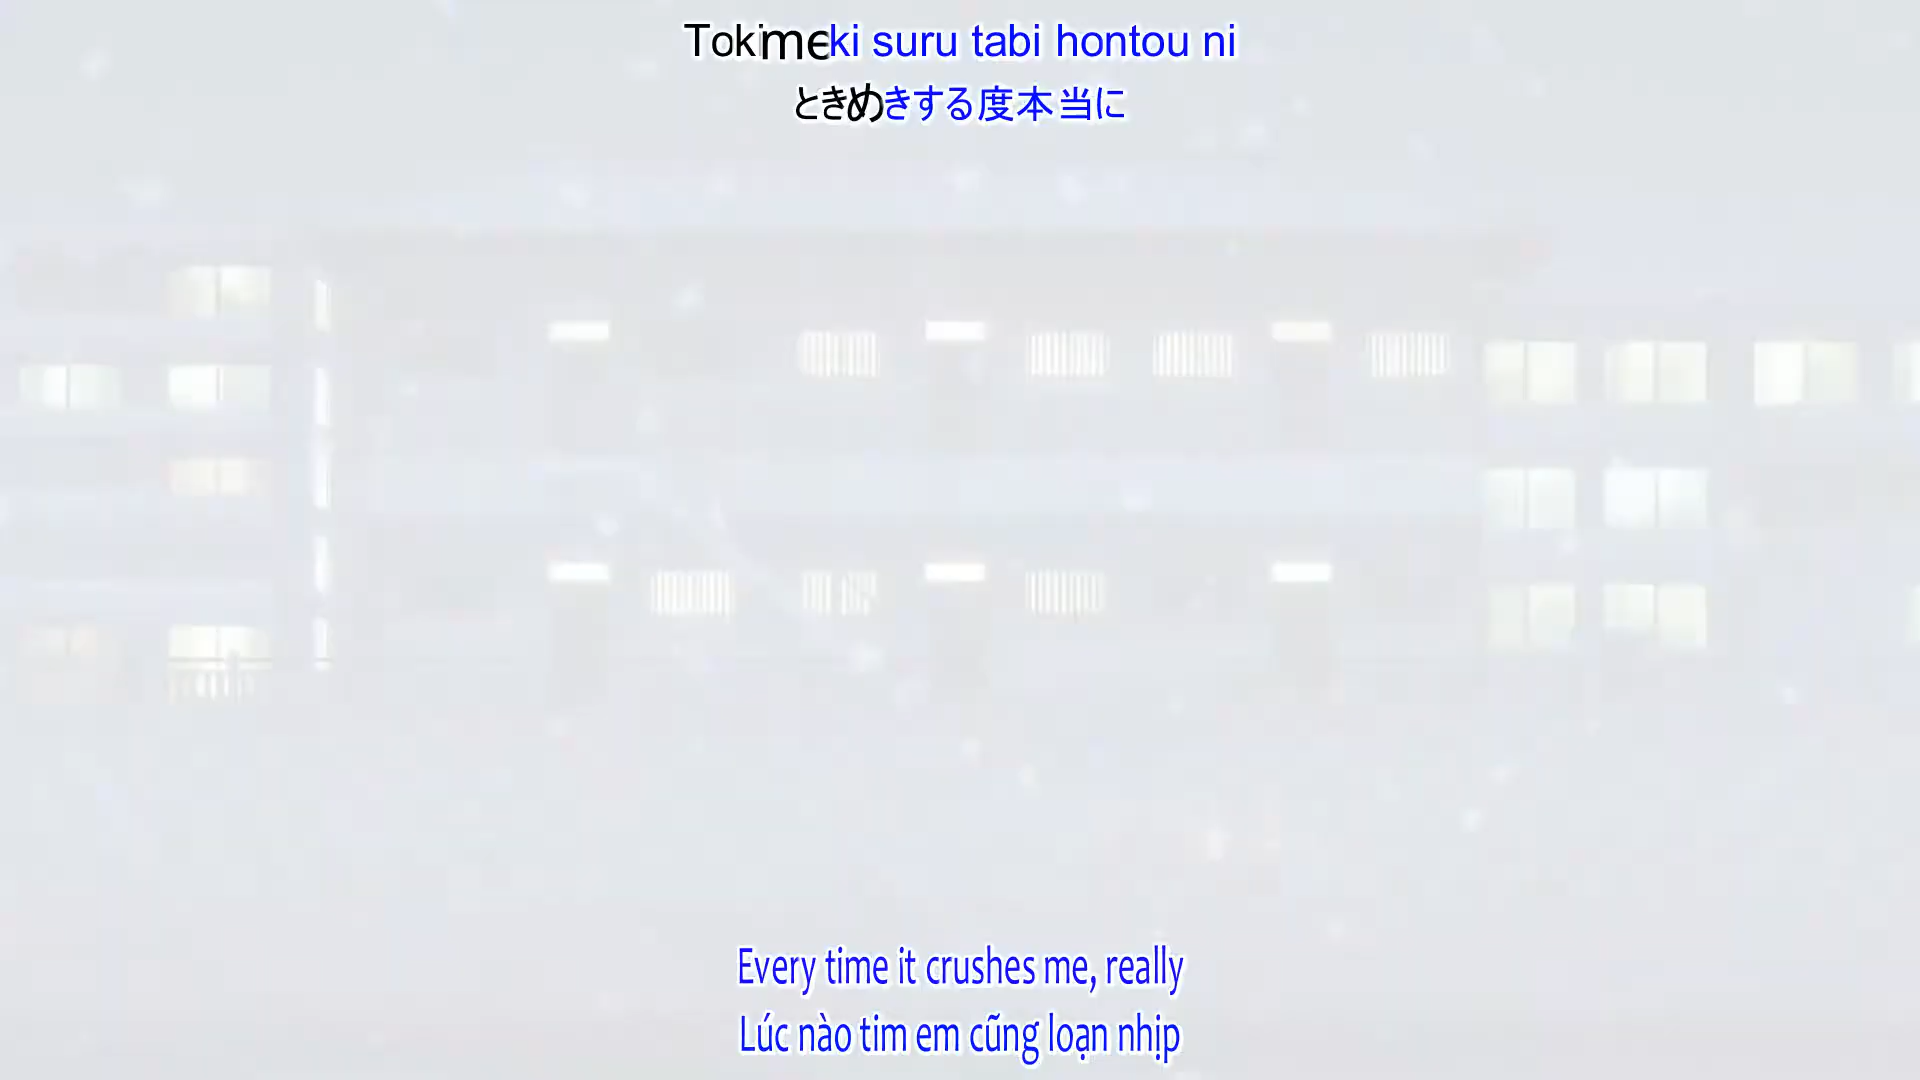 Tokimeki suru tabi hontou ni
ときめきする度本当に
Every time it crushes me, really
Lúc nào tim em cũng loạn nhịp